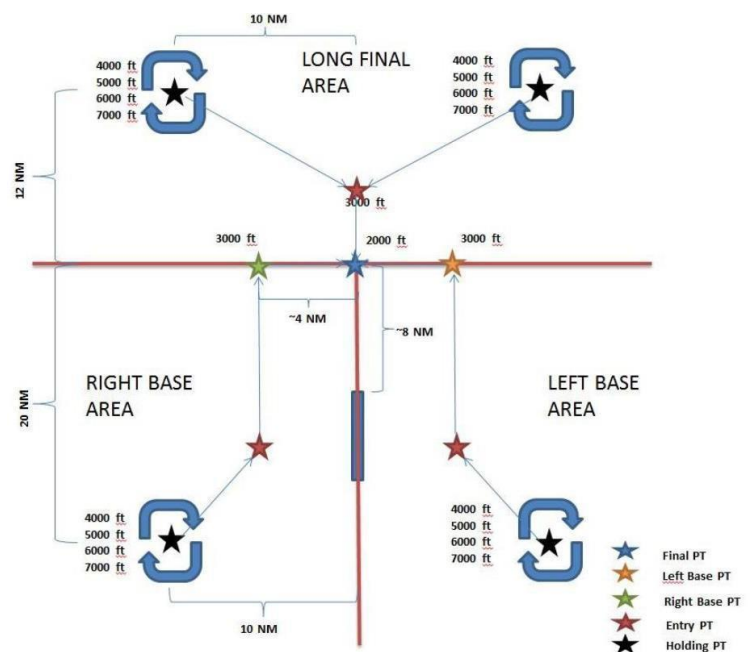 10 NM
LONG FINAL
AREA
4000 ft
5000 ft
6000 ft
7000 ft
4000 ft
5000 ft
6000 ft
7000 ft
12 NM
3000 ft
3000 ft
2000 ft
3000 ft
~4 NM
~8 NM
RIGHT BASE
AREA
LEFT BASE
AREA
20 NM
4000 ft
5000 ft
6000 ft
7000 ft
4000 ft
5000 ft
6000 ft
7000 ft
10 NM
Final PT
Left Base PT
Right Base PT
Entry PT
Holding PT